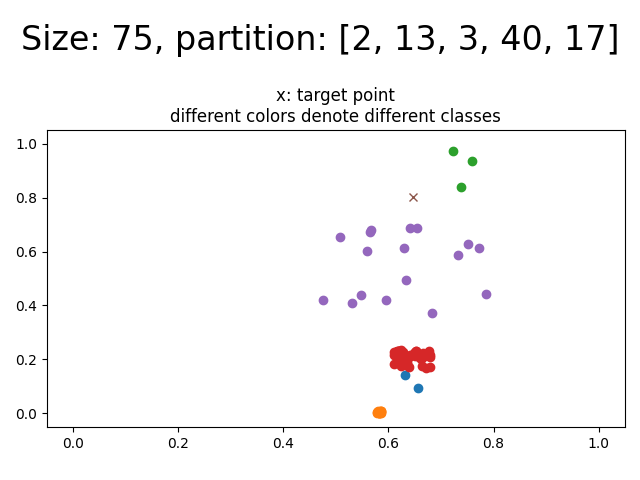 Size: 75, partition: [2, 13, 3, 40, 17]
x: target point
different colors denote different classes
1.0
0.8
0.6
0.4
0.2
0.0
0.0 0.2 0.4 0.6 0.8 1.0